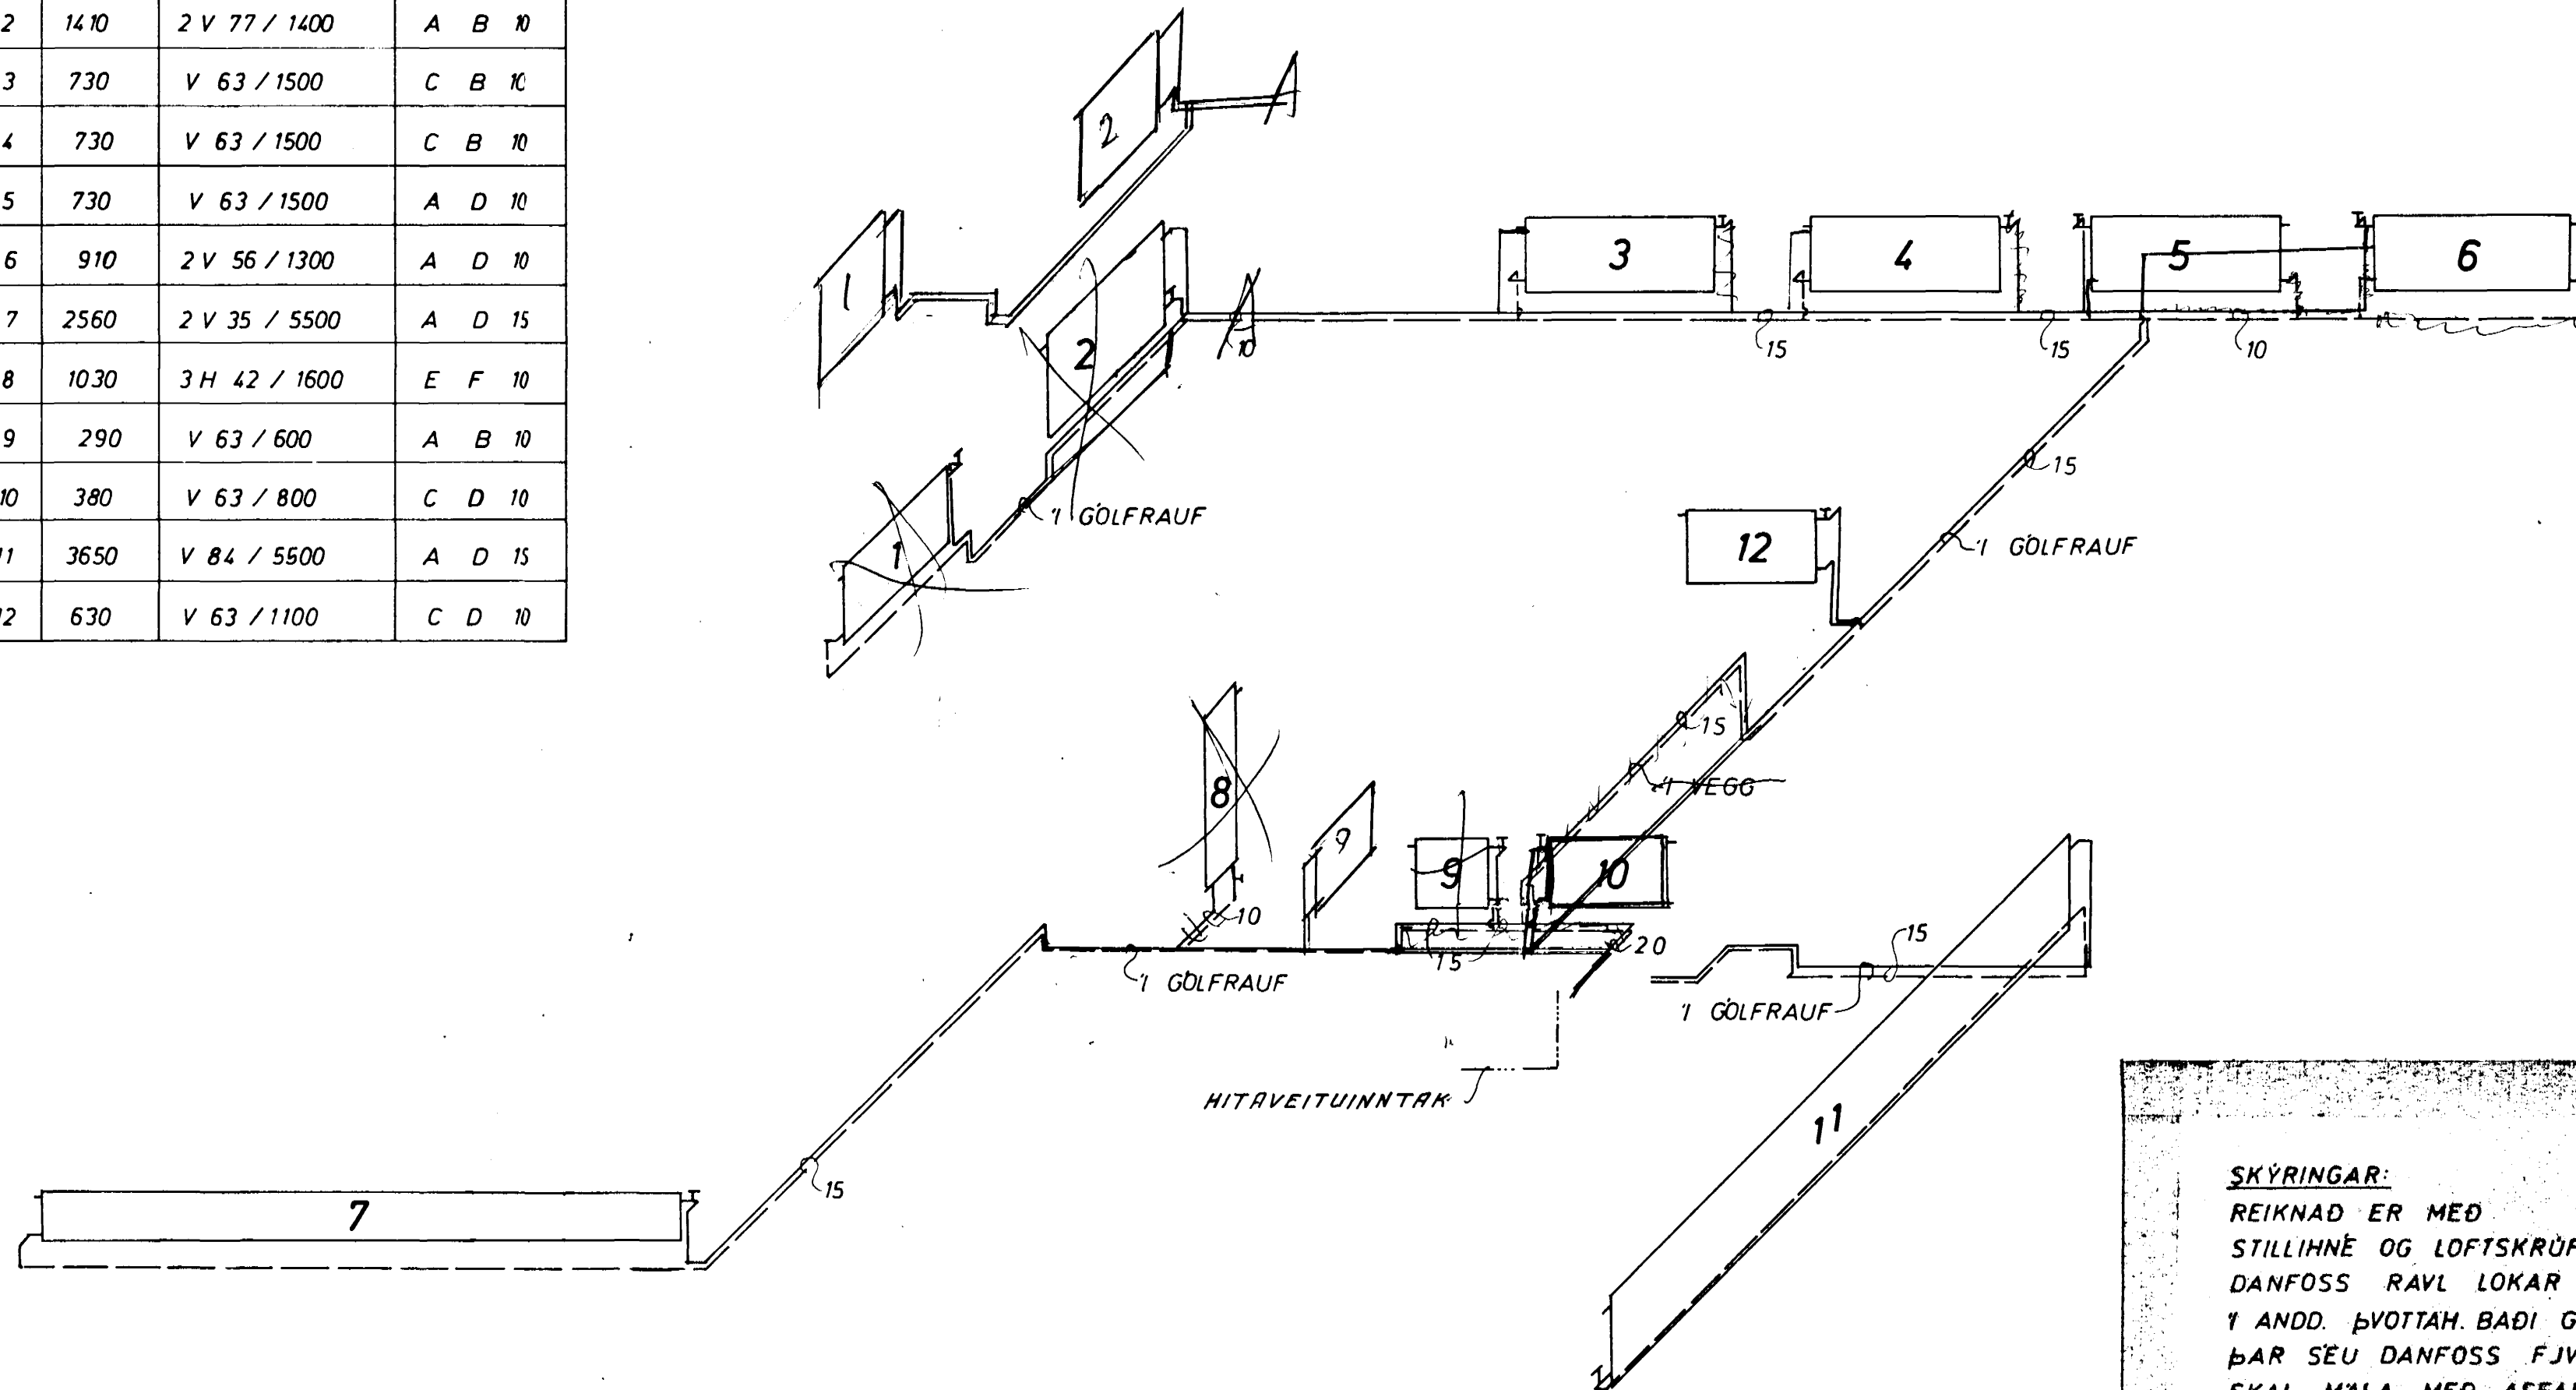 2 1410 2 V 77 / 1400 A B 10
3 730 V 63 / 1500 C B 10
4 730 V 63 / 1500 C B 10
5 730 V 63 / 1500 A D 10
6 910 2 V 56 / 1300 A D 10
7 2560 2 V 35 / 5500 A D 15
8 1030 3 H 42 / 1600 E F 10
9 290 V 63 / 600 A B 10
10 380 V 63 / 800 C D 10
11 3650 V 84 / 5500 A D 15
12 630 V 63 / 1100 C D 10
2
1
3 4 5 6
2
10 15 15 10
15
1
Í GÓLFRAUF
12
Í GÓLFRAUF
15
Í VEGG
8
9
9
10
10
15
20
15
Í GÓLFRAUF
Í GÓLFRAUF
HITAVEITUINNTAK
11
15
7
SKÝRINGAR:
REIKNAÐ ER MEÐ
STILLIHNÉ OG LOFTSKRÚF
DANFOSS RAVL LOKAR
Í ANDD. ÞVOTTAH. BAÐI G
ÞAR SÉU DANFOSS FJV